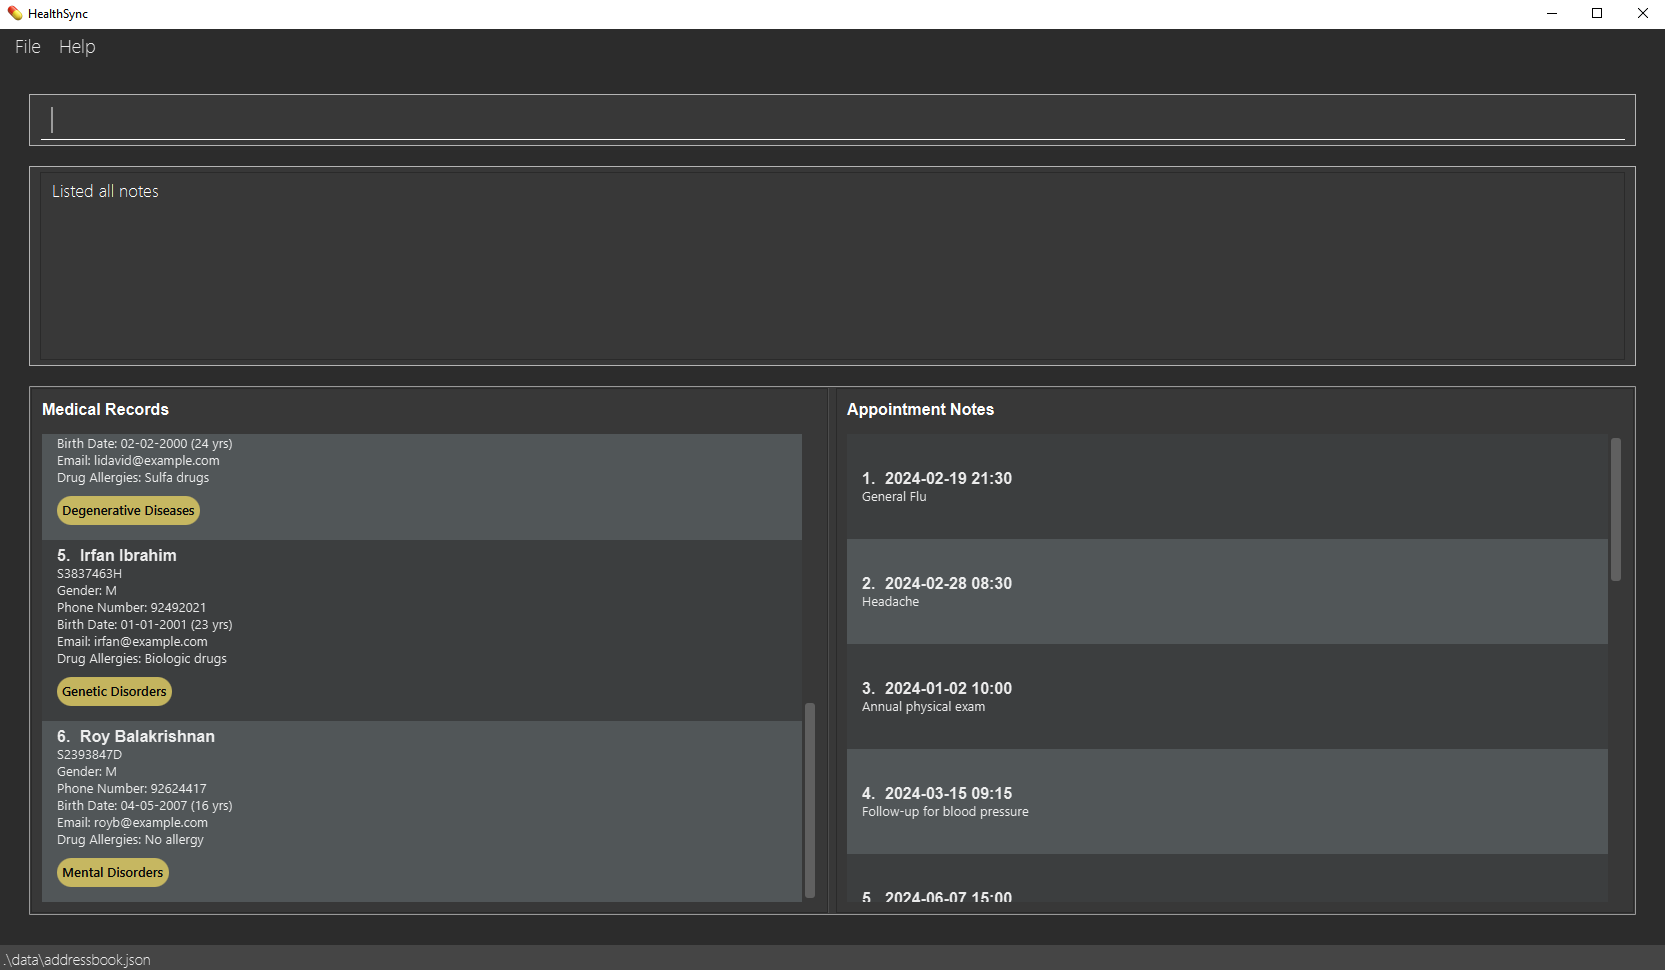 HealthSync
File Help
Listed all notes
Medical Records
Birth Date: 02-02-2000 (24 yrs)
Email: lidavid@example.com
Drug Allergies: Sulfa drugs
Degenerative Diseases
5. Irfan Ibrahim
S3837463H
Gender: M
Phone Number: 92492021
Birth Date: 01-01-2001 (23 yrs)
Email: irfan@example.com
Drug Allergies: Biologic drugs
Genetic Disorders
6. Roy Balakrishnan
S2393847D
Gender: M
Phone Number: 92624417
Birth Date: 04-05-2007 (16 yrs)
Email: royb@example.com
Drug Allergies: No allergy
Mental Disorders
Appointment Notes
1. 2024-02-19 21:30
General Flu
2. 2024-02-28 08:30
Headache
3. 2024-01-02 10:00
Annual physical exam
4. 2024-03-15 09:15
Follow-up for blood pressure
5. 2024-06-07 15:00
.\data\addressbook.json